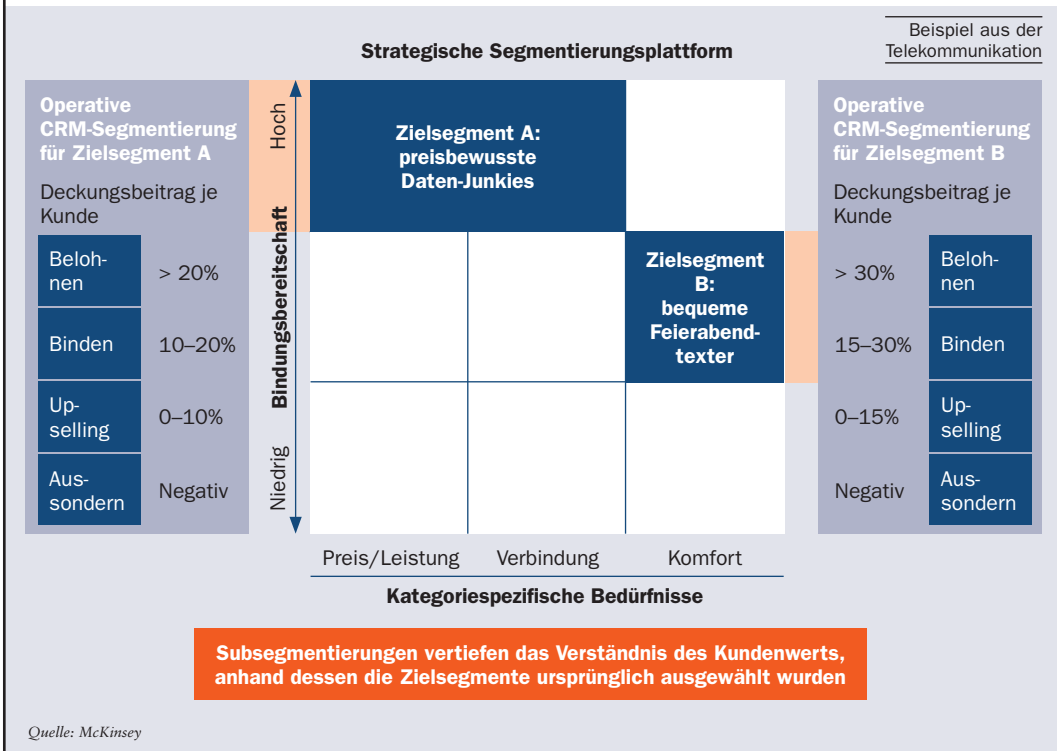 Beispiel aus der
Telekommunikation
Strategische Segmentierungsplattform
Operative
CRM-Segmentierung
für Zielsegment A
Deckungsbeitrag je
Kunde
Beloh-
nen
> 20%
Binden
10–20%
Up-
selling
0–10%
Aus-
sondern
Negativ
Hoch
Bindungsbereitschaft
Niedrig
Zielsegment A:
preisbewusste
Daten-Junkies
Zielsegment
B:
bequeme
Feierabend-
texter
Preis/Leistung
Verbindung
Komfort
Kategoriespezifische Bedürfnisse
Operative
CRM-Segmentierung
für Zielsegment B
Deckungsbeitrag je
Kunde
> 30%
Beloh-
nen
15–30%
Binden
0–15%
Up-
selling
Negativ
Aus-
sondern
Subsegmentierungen vertiefen das Verständnis des Kundenwerts,
anhand dessen die Zielsegmente ursprünglich ausgewählt wurden
Quelle: McKinsey